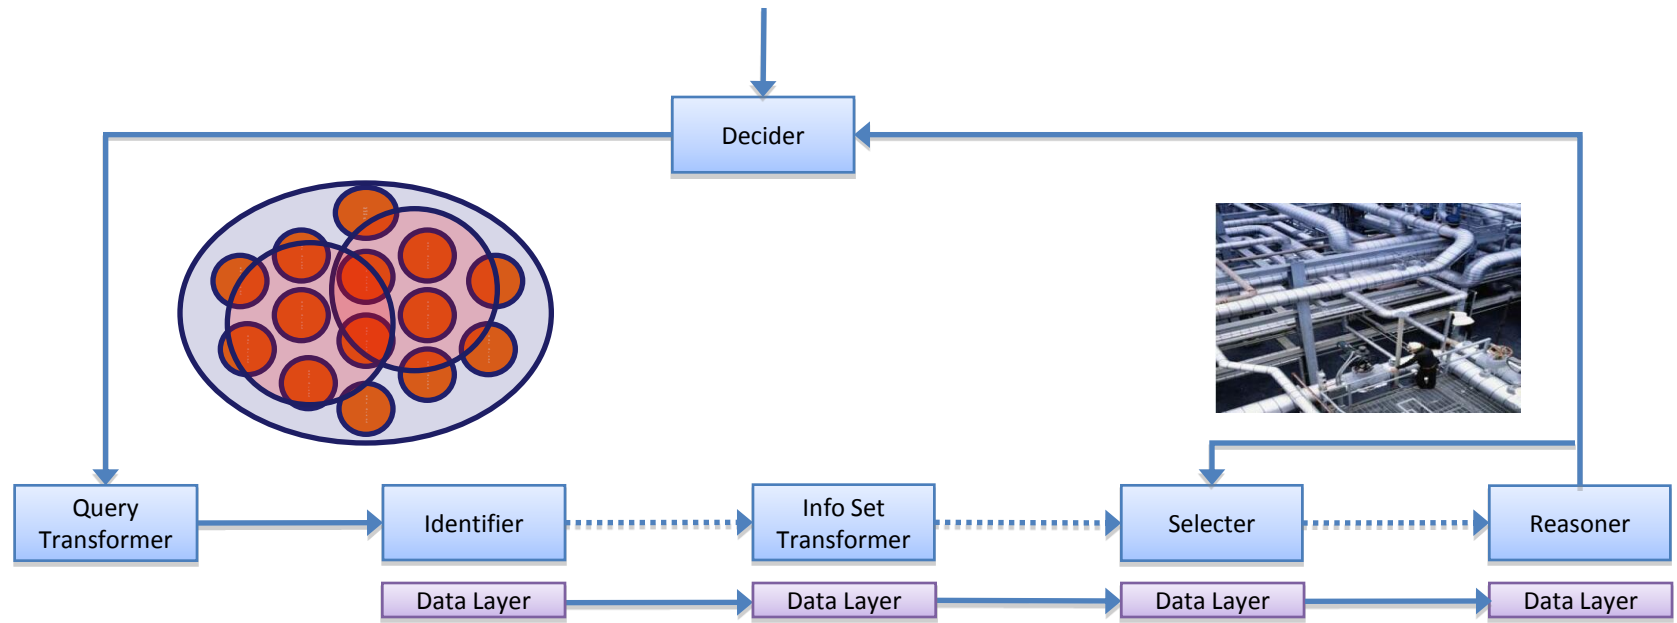 Decider
Query
Transformer
Identifier
Info Set
Transformer
Selecter
Reasoner
Data Layer
Data Layer
Data Layer
Data Layer